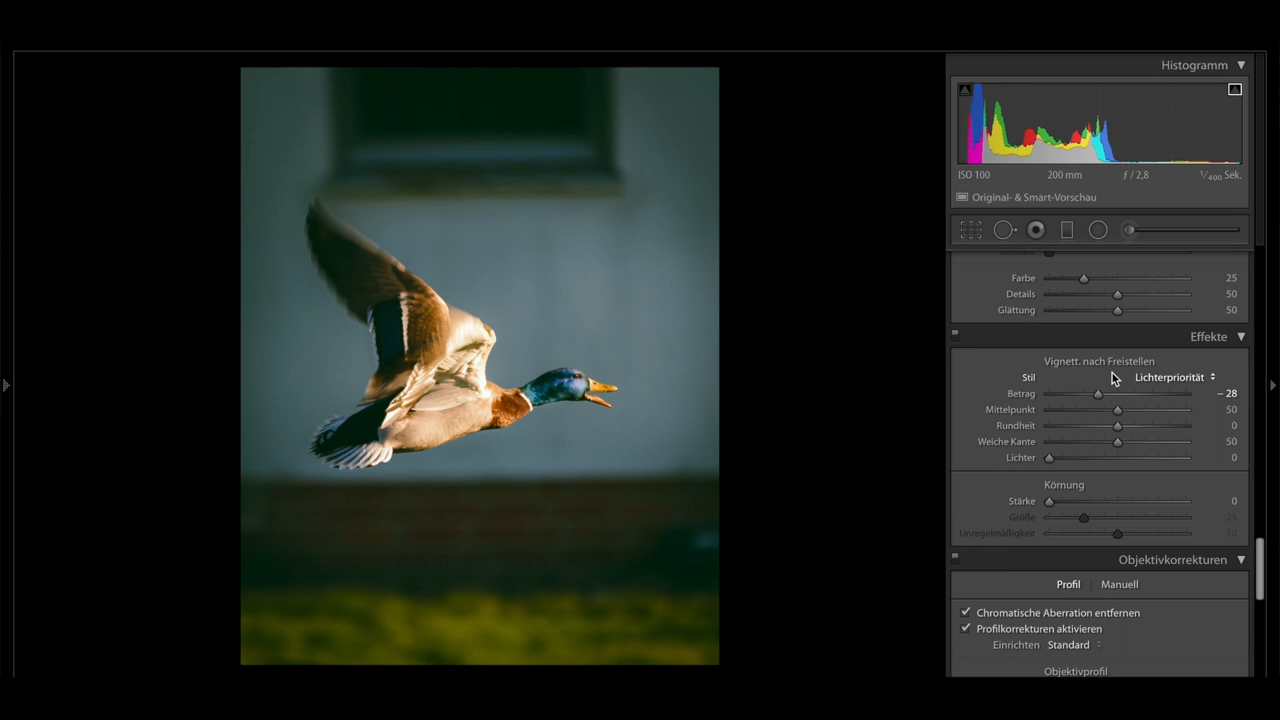 Histogramm
ISO 100 200 mm ƒ / 2,8 1/400 Sek.
Original- & Smart-Vorschau
Farbe 25
Details 50
Glättung 50
Effekte
Vignett. nach Freistellen
Stil Lichterpriorität
Betrag – 28
Mittelpunkt 50
Rundheit 0
Weiche Kante 50
Lichter 0
Körnung
Stärke 0
Größe 25
Unregelmäßigkeit 50
Objektivkorrekturen
Profil | Manuell
Chromatische Aberration entfernen
Profilkorrekturen aktivieren
Einrichten Standard
Objektivprofil